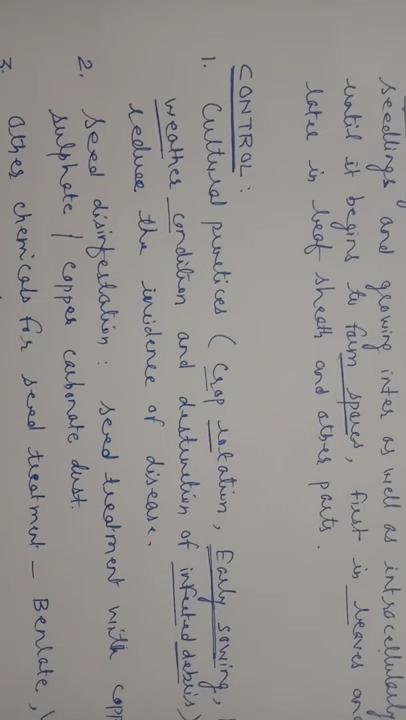 seedlings and growing inter as well as intracellularly
until it begins to form spores, first in leaves and
later in leaf sheath and other parts.
CONTROL:
1. Cultural practices (Crop rotation, Early sowing,
weather condition and destruction of infected debris)
reduce the incidence of disease.
2. Seed disinfestation: seed treatment with copp
sulphate / copper carbonate dust.
3. Other chemicals for seed treatment - Benlate,